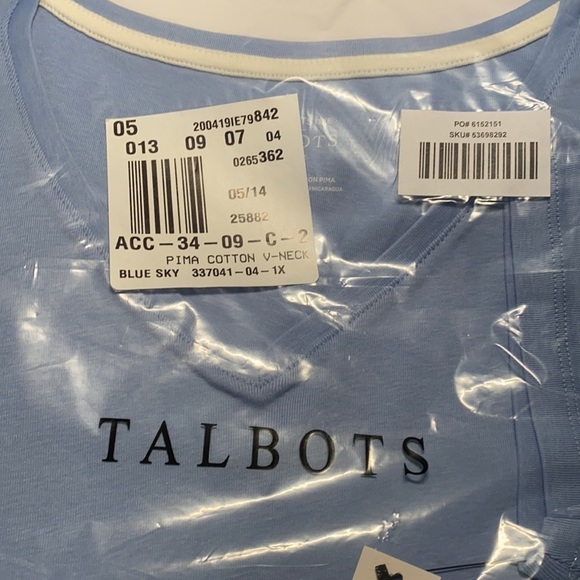 05
200419IE79842
013 09 07 04
0265362
05/14
25882
ACC-34-09-C-2
PIMA COTTON V-NECK
BLUE SKY 337041-04-1X
PO# 6152151
SKU# 53698292
TALBOTS